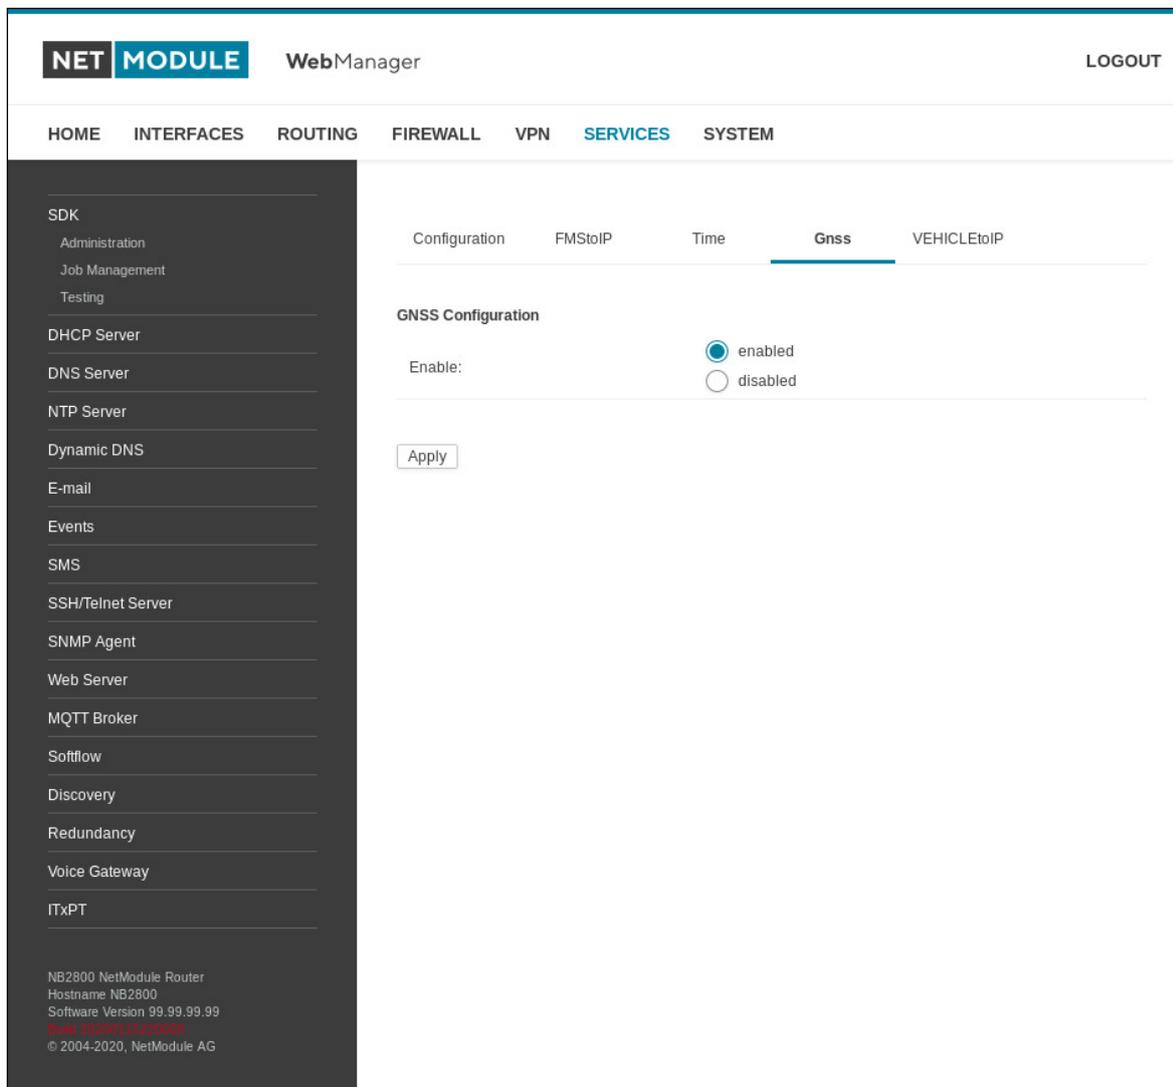 NET MODULE WebManager LOGOUT
HOME INTERFACES ROUTING FIREWALL VPN SERVICES SYSTEM
SDK
Administration
Job Management
Testing
DHCP Server
DNS Server
NTP Server
Dynamic DNS
E-mail
Events
SMS
SSH/Telnet Server
SNMP Agent
Web Server
MQTT Broker
Softflow
Discovery
Redundancy
Voice Gateway
ITxPT
NB2800 NetModule Router
Hostname NB2800
Software Version 99.99.99.99
Build
© 2004-2020, NetModule AG
Configuration FMStoIP Time Gnss VEHICLEtoIP
GNSS Configuration
Enable:
enabled
disabled
Apply